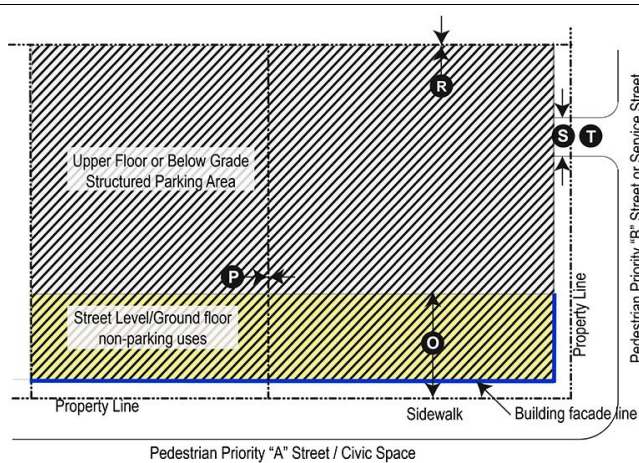 R
S T
Upper Floor or Below Grade
Structured Parking Area
P
Street Level/Ground floor
non-parking uses
O
Property Line
Pedestrian Priority "B" Street or Service Street
Property Line
Sidewalk
Building facade line
Pedestrian Priority "A" Street / Civic Space